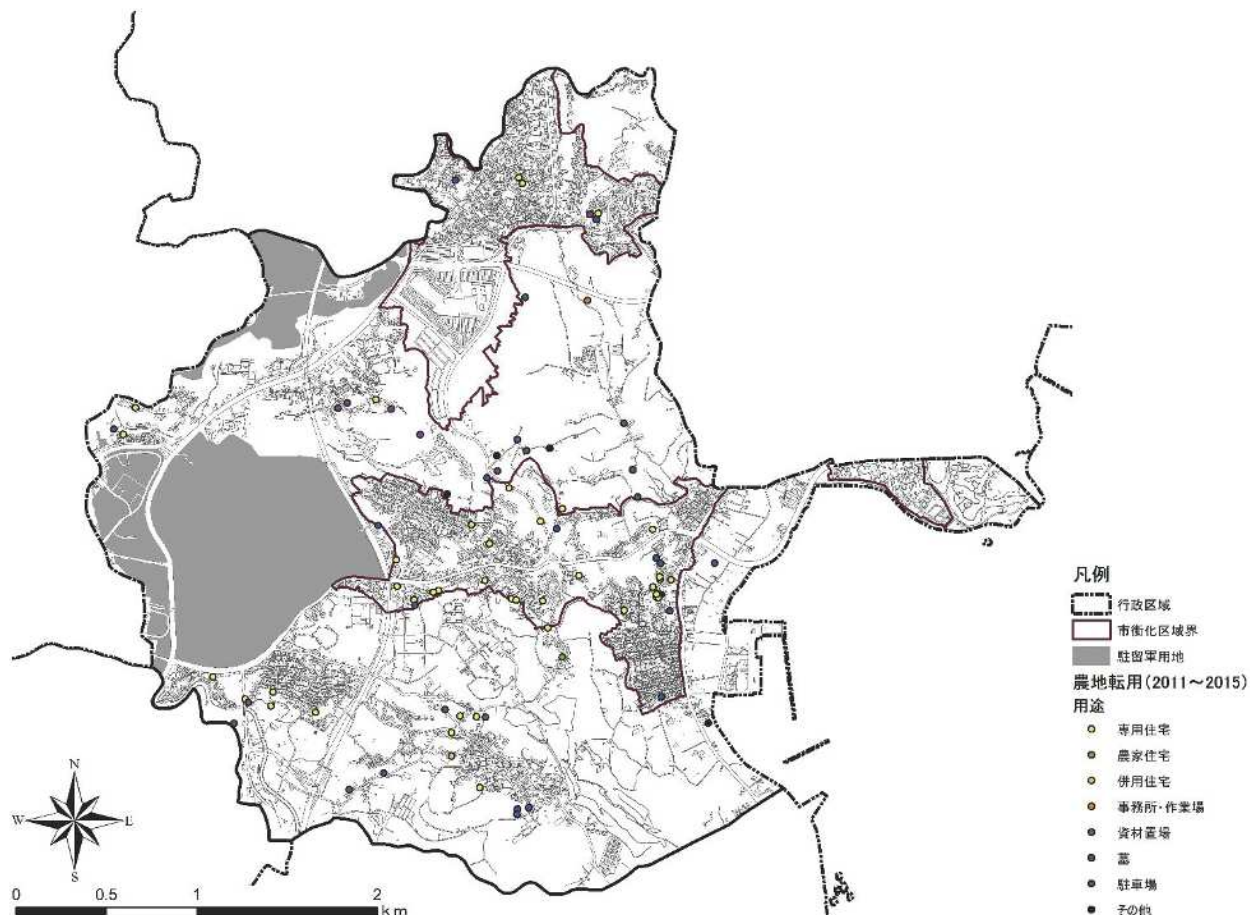 凡例
行政区域
市街化区域界
駐留軍用地
農地転用(2011～2015)
用途
専用住宅
農家住宅
併用住宅
事務所・作業場
資材置場
墓
駐車場
その他
N
W E
S
0 0.5 1 2
km